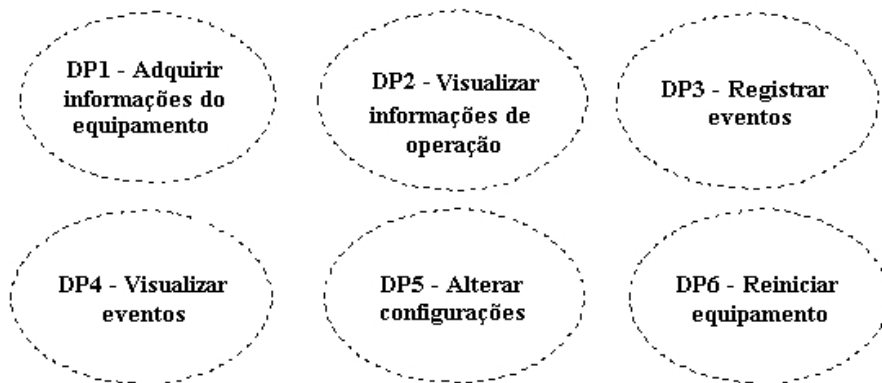 DP1 - Adquirir
informações do
equipamento
DP2 - Visualizar
informações de
operação
DP3 - Registrar
eventos
DP4 - Visualizar
eventos
DP5 - Alterar
configurações
DP6 - Reiniciar
equipamento